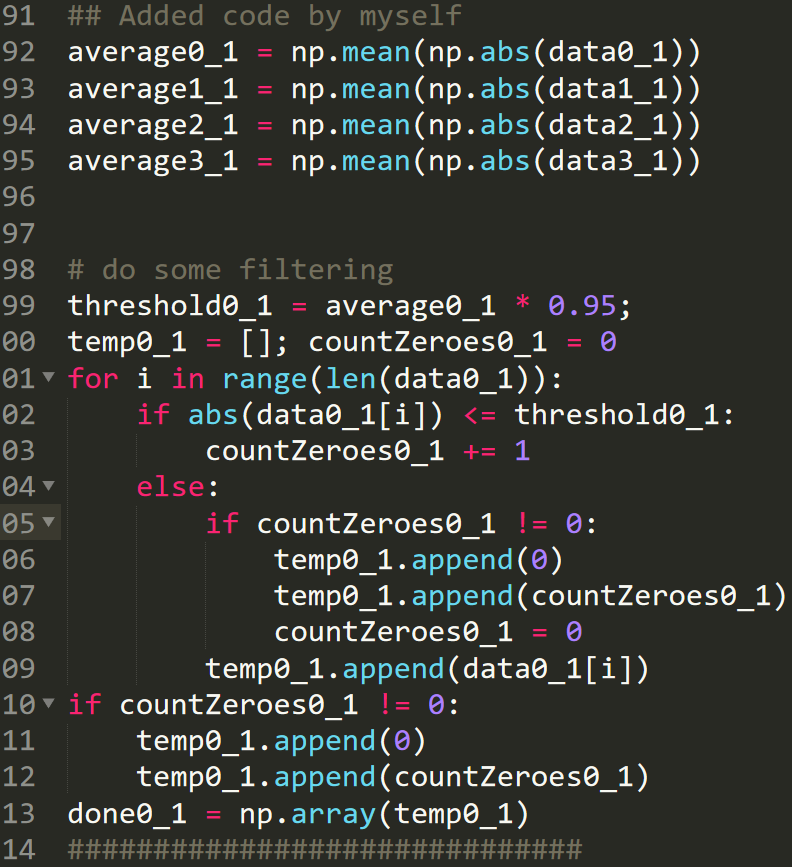 91 ## Added code by myself
92 average0_1 = np.mean(np.abs(data0_1))
93 average1_1 = np.mean(np.abs(data1_1))
94 average2_1 = np.mean(np.abs(data2_1))
95 average3_1 = np.mean(np.abs(data3_1))
96
97
98 # do some filtering
99 threshold0_1 = average0_1 * 0.95;
00 temp0_1 = []; countZeroes0_1 = 0
01 for i in range(len(data0_1)):
02     if abs(data0_1[i]) <= threshold0_1:
03         countZeroes0_1 += 1
04     else:
05         if countZeroes0_1 != 0:
06             temp0_1.append(0)
07             temp0_1.append(countZeroes0_1)
08             countZeroes0_1 = 0
09         temp0_1.append(data0_1[i])
10 if countZeroes0_1 != 0:
11     temp0_1.append(0)
12     temp0_1.append(countZeroes0_1)
13 done0_1 = np.array(temp0_1)
14 ##############################